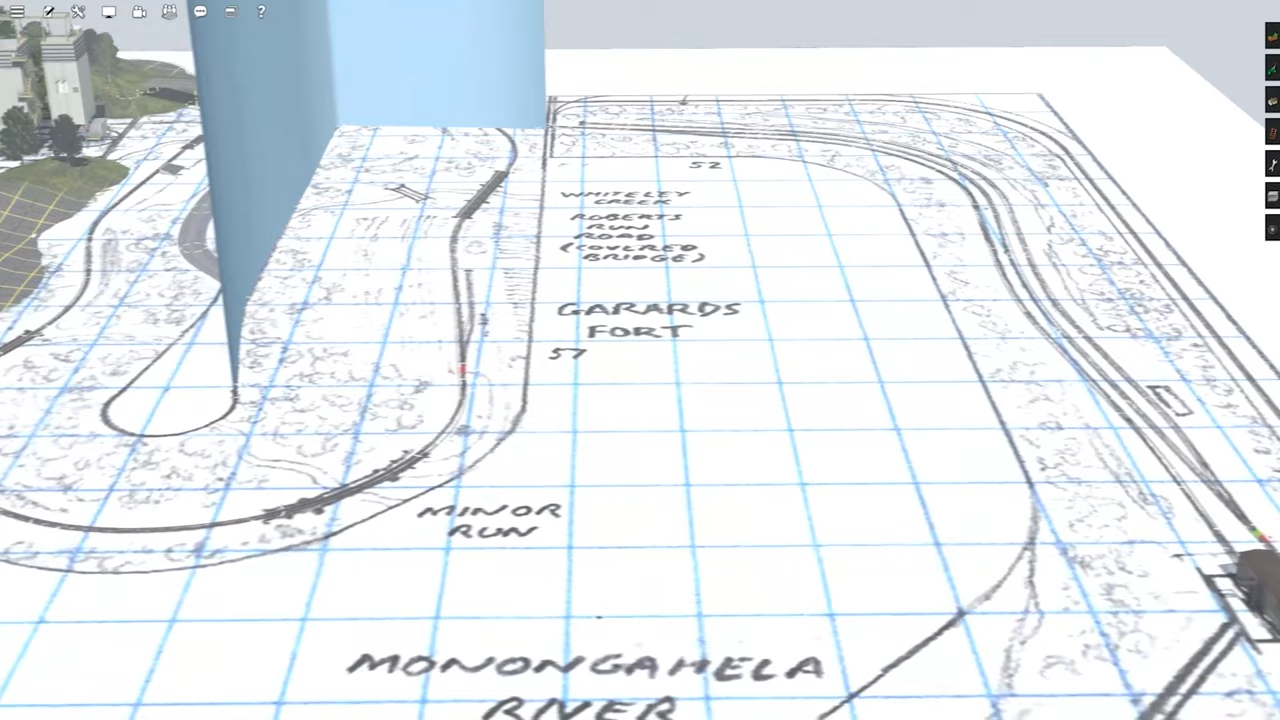 52
WHITELEY
CREEK
ROBERTS
RUN
ROAD
(COVERED
BRIDGE)
GARARDS
FORT
57
MINOR
RUN
MONONGAHELA
RIVER